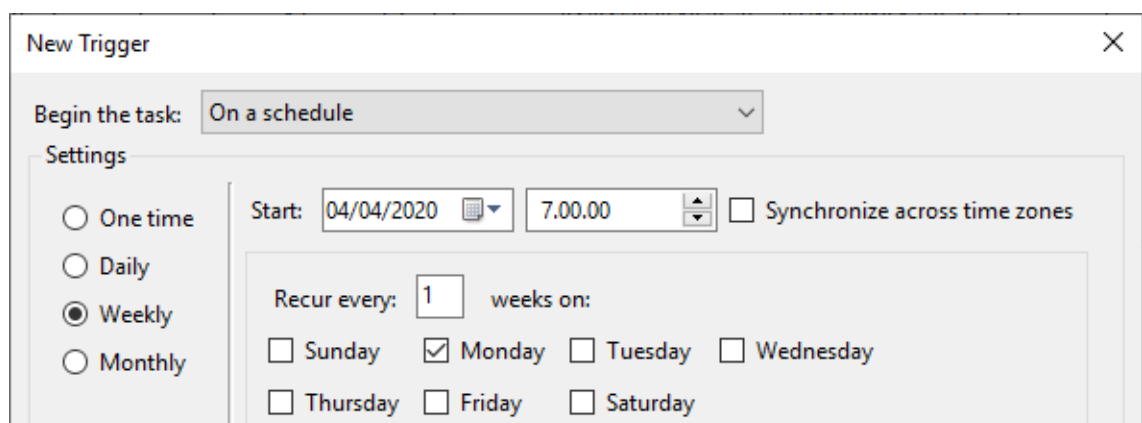 New Trigger
Begin the task: On a schedule
Settings
One time
Start: 04/04/2020 7.00.00 Synchronize across time zones
Daily
Recur every: 1 weeks on:
Weekly
Sunday Monday Tuesday Wednesday
Monthly
Thursday Friday Saturday